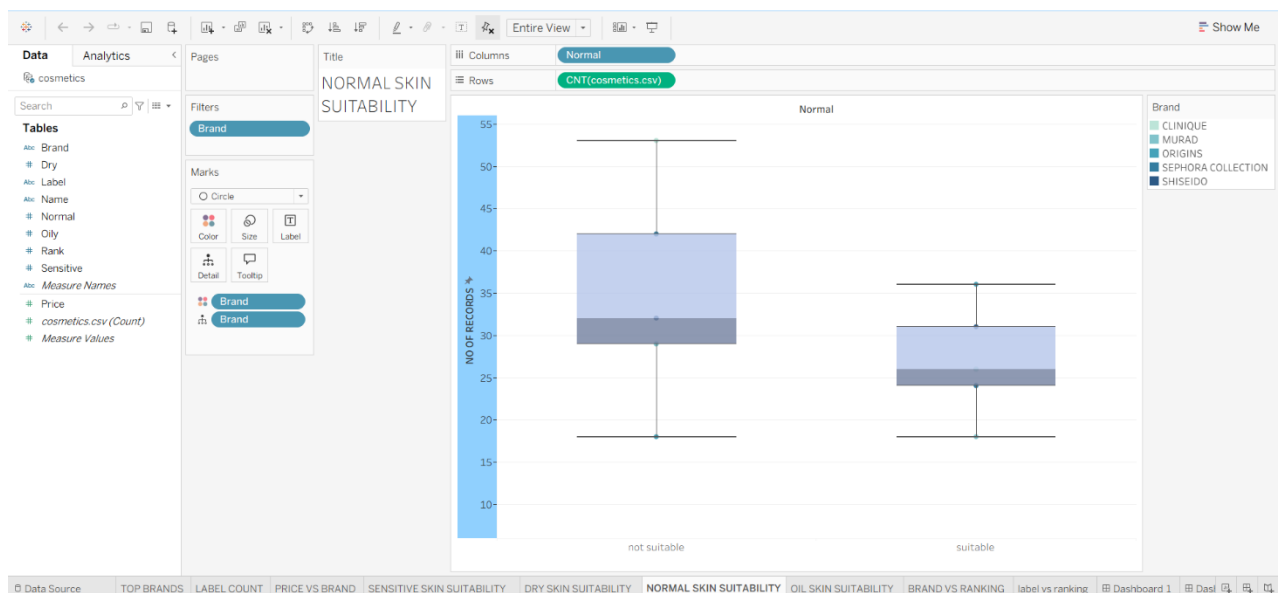 Entire View
Show Me
Data
Analytics
cosmetics
Search
Tables
Abc Brand
# Dry
Abc Label
Abc Name
# Normal
# Oily
# Rank
# Sensitive
Abc Measure Names
# Price
# cosmetics.csv (Count)
# Measure Values
Pages
Filters
Brand
Marks
Circle
Color
Size
Label
Detail
Tooltip
Brand
Brand
Title
NORMAL SKIN
SUITABILITY
Columns
Normal
Rows
CNT(cosmetics.csv)
Normal
NO OF RECORDS
55
50
45
40
35
30
25
20
15
10
not suitable
suitable
Brand
CLINIQUE
MURAD
ORIGINS
SEPHORA COLLECTION
SHISEIDO
Data Source
TOP BRANDS
LABEL COUNT
PRICE VS BRAND
SENSITIVE SKIN SUITABILITY
DRY SKIN SUITABILITY
NORMAL SKIN SUITABILITY
OIL SKIN SUITABILITY
BRAND VS RANKING
label vs ranking
Dashboard 1
Dasl